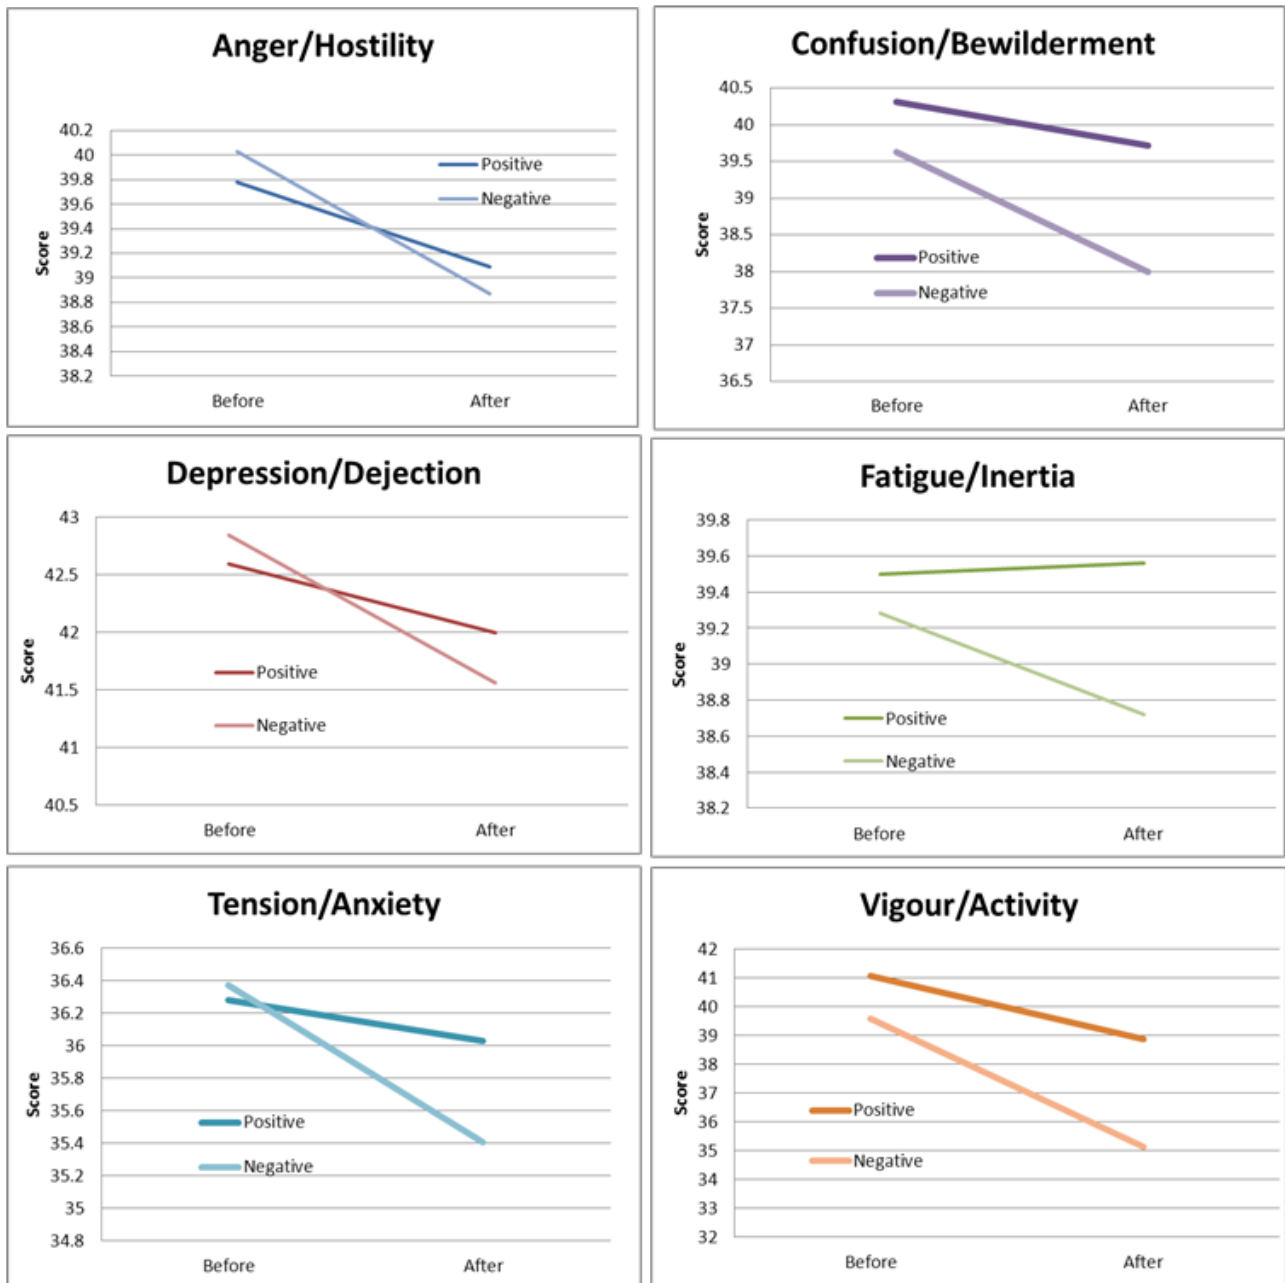 Anger/Hostility
40.2
40
39.8
39.6
39.4
39.2
39
38.8
38.6
38.4
38.2
Score
Positive
Negative
Before After
Confusion/Bewilderment
40.5
40
39.5
39
38.5
38
37.5
37
36.5
Score
Positive
Negative
Before After
Depression/Dejection
43
42.5
42
41.5
41
40.5
Score
Positive
Negative
Before After
Fatigue/Inertia
39.8
39.6
39.4
39.2
39
38.8
38.6
38.4
38.2
Score
Positive
Negative
Before After
Tension/Anxiety
36.6
36.4
36.2
36
35.8
35.6
35.4
35.2
35
34.8
Score
Positive
Negative
Before After
Vigour/Activity
42
41
40
39
38
37
36
35
34
33
32
Score
Positive
Negative
Before After